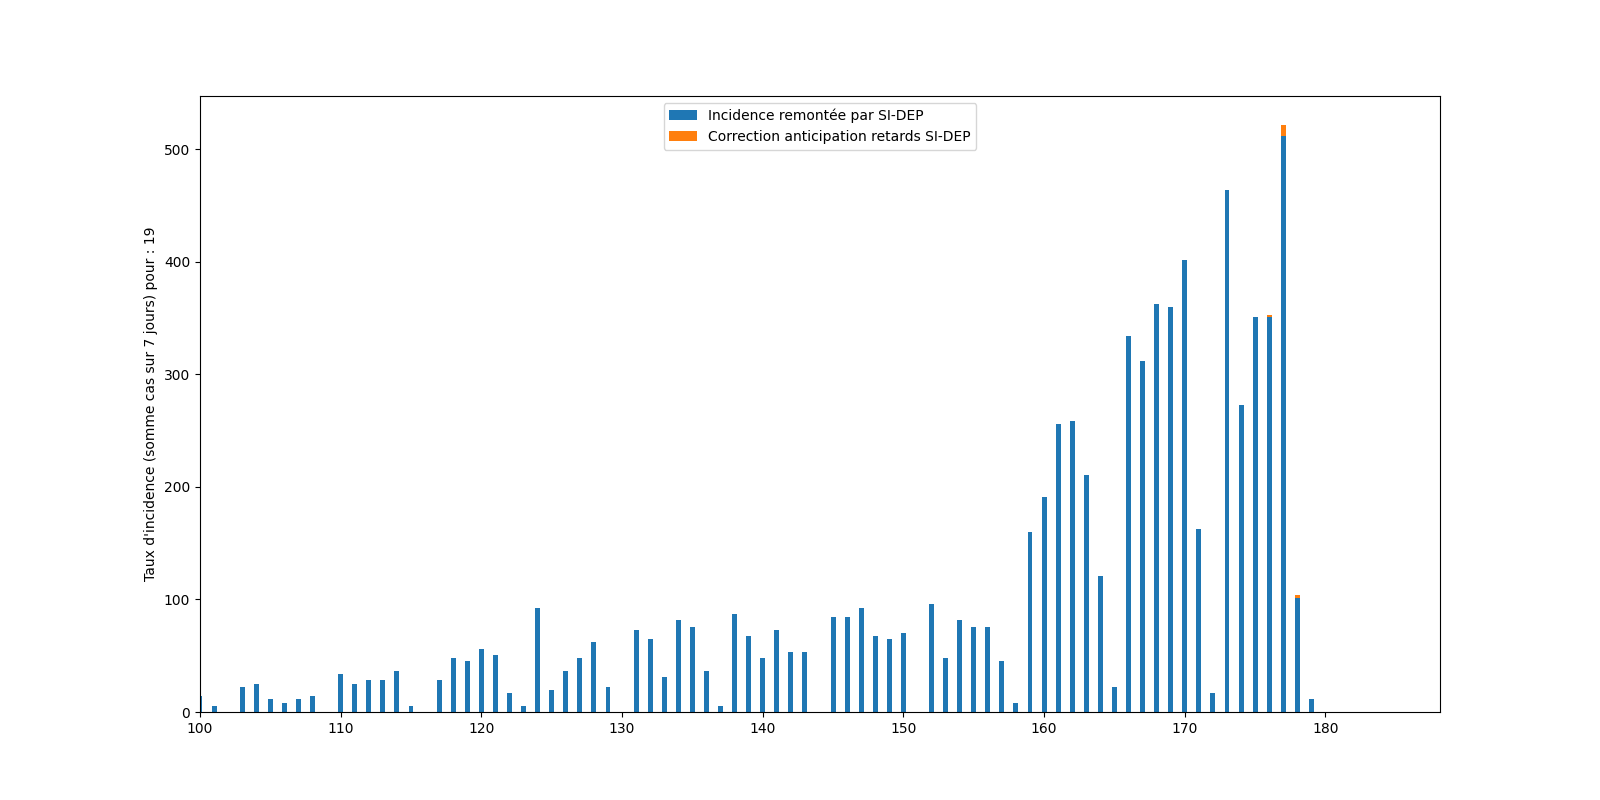 Incidence remontée par SI-DEP
Correction anticipation retards SI-DEP
Taux d'incidence (somme cas sur 7 jours) pour : 19
500
400
300
200
100
0
100 110 120 130 140 150 160 170 180